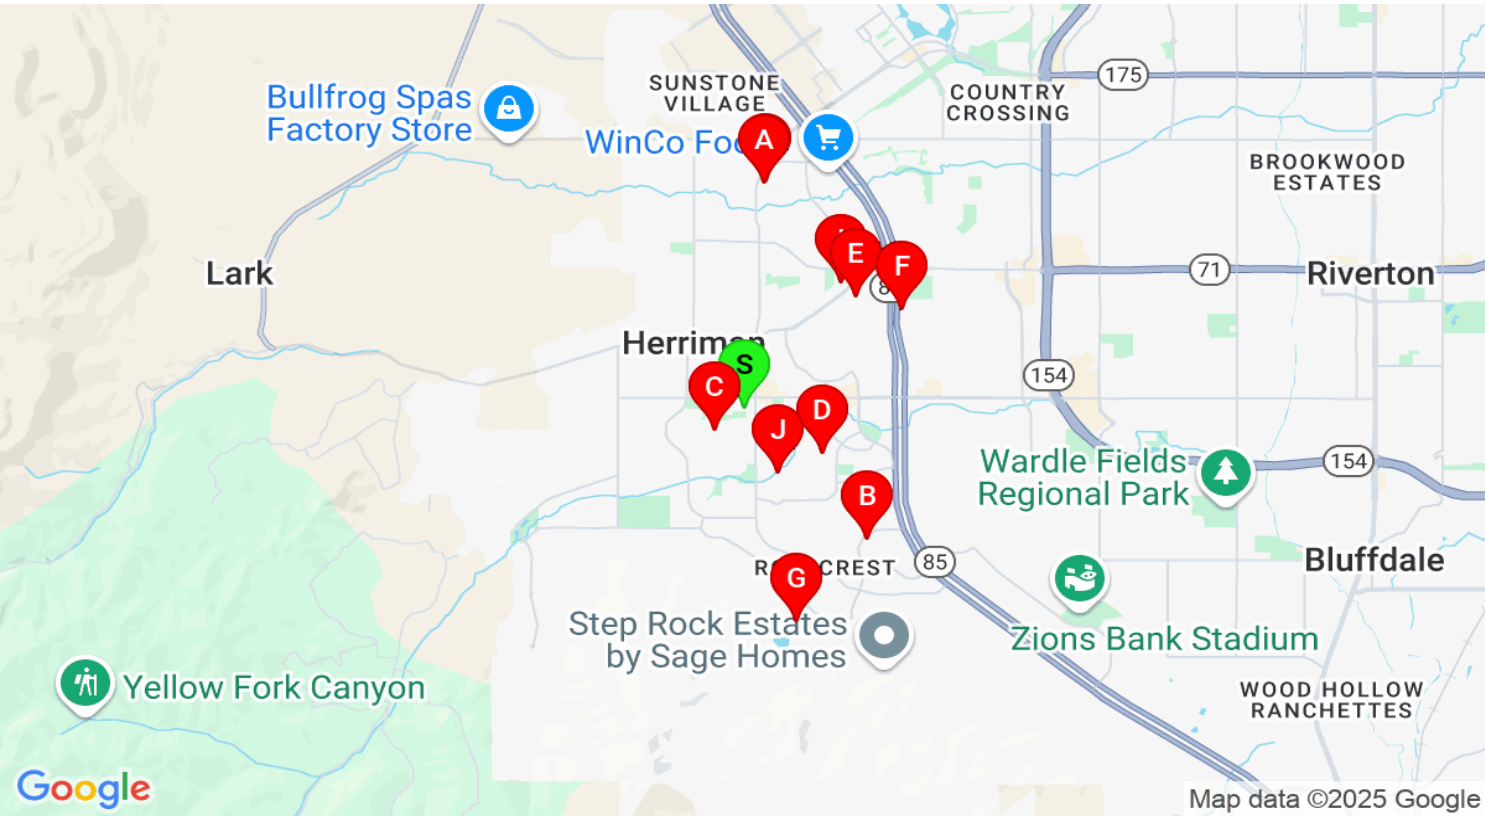 SUNSTONE
VILLAGE
175
Bullfrog Spas
Factory Store
COUNTRY
CROSSING
WinCo
A
BROOKWOOD
ESTATES
E
F
Lark
71
Riverton
Herriman
S
C
154
D
J
Wardle Fields
Regional Park
154
B
85
Bluffdale
G
CREST
Step Rock Estates
by Sage Homes
Zions Bank Stadium
Yellow Fork Canyon
WOOD HOLLOW
RANCHETTES
Google
Map data ©2025 Google